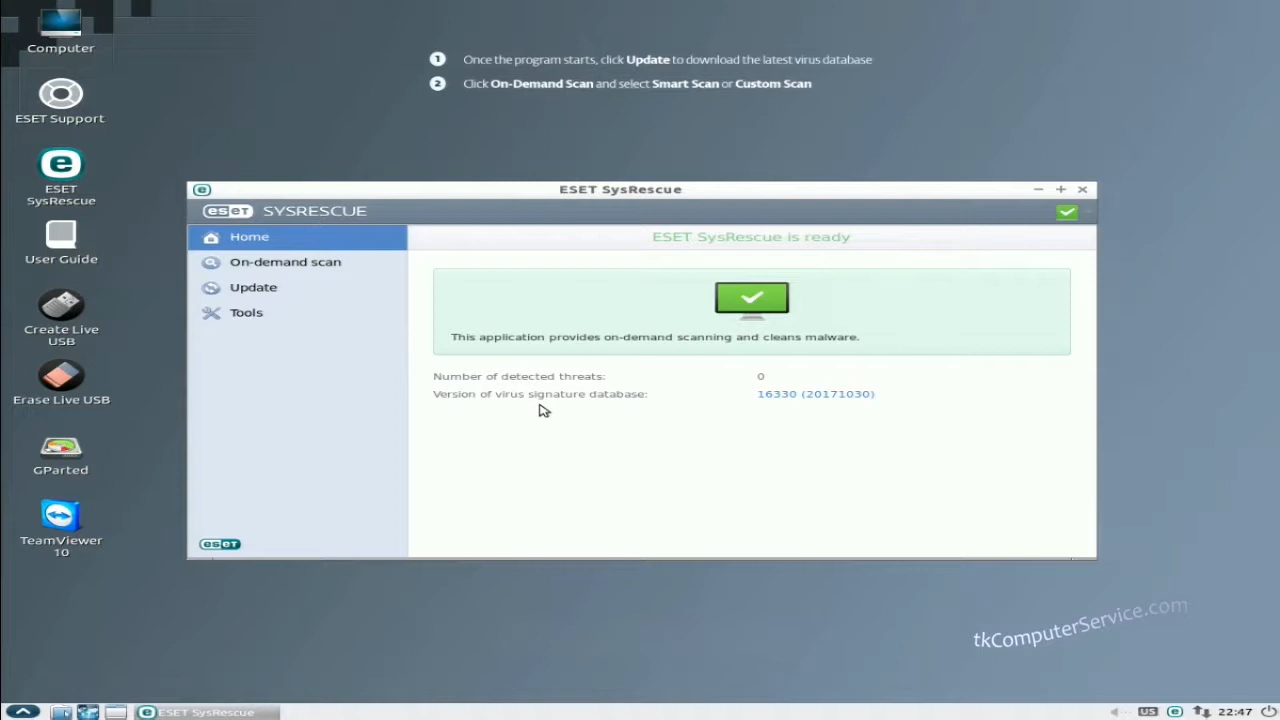 Computer
ESET Support
ESET
SysRescue
User Guide
Create Live
USB
Erase Live USB
GParted
TeamViewer
10
1 Once the program starts, click Update to download the latest virus database
2 Click On-Demand Scan and select Smart Scan or Custom Scan
e ESET SysRescue
eset SYSRESCUE
Home
On-demand scan
Update
Tools
eset
ESET SysRescue is ready
This application provides on-demand scanning and cleans malware.
Number of detected threats: 0
Version of virus signature database: 16330 (20171030)
tkComputerService.com
e ESET SysRescue
US e 22:47